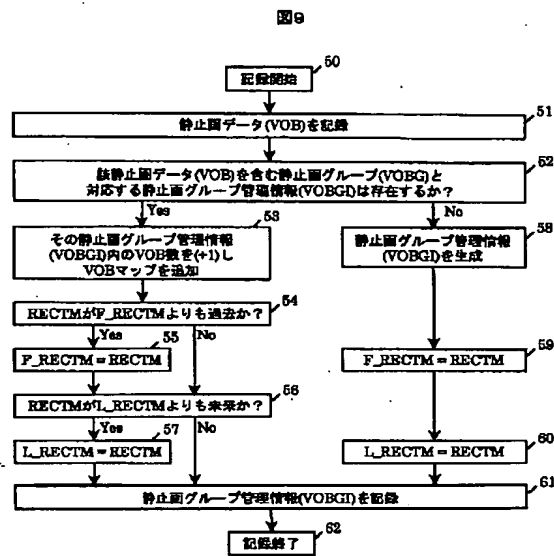 図9
50
記録開始
51
静止画データ(VOB)を記録
52
該静止画データ(VOB)を含む静止画グループ(VOBG)と
対応する静止画グループ管理情報(VOBGI)は存在するか？
Yes
No
53
その静止画グループ管理情報
(VOBGI)内のVOB数を(+1)し
VOBマップを追加
58
静止画グループ管理情報
(VOBGI)を生成
54
RECTMがF_RECTMよりも過去か？
Yes
55
No
F_RECTM＝RECTM
59
F_RECTM＝RECTM
56
RECTMがL_RECTMよりも未来か？
Yes
57
No
L_RECTM＝RECTM
60
L_RECTM＝RECTM
61
静止画グループ管理情報(VOBGI)を記録
62
記録終了